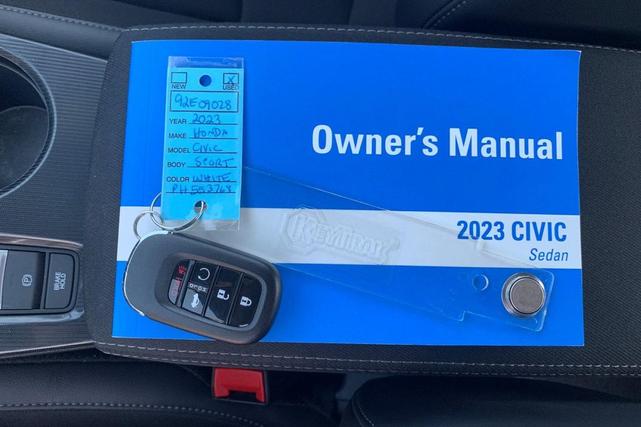 NEW USED
X
92E09028
YEAR 2023
MAKE HONDA
MODEL CIVIC
BODY SPORT
COLOR WHITE
PH552768
Owner's Manual
KEYTRAK
2023 CIVIC
Sedan
BRAKE
HOLD
P